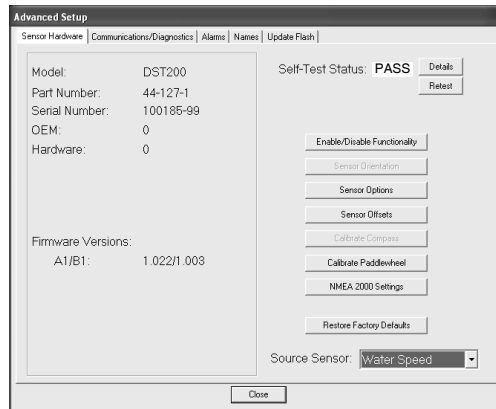 Advanced Setup
Sensor Hardware Communications/Diagnostics Alarms Names Update Flash
Model: DST200
Part Number: 44-127-1
Serial Number: 100185-99
OEM: 0
Hardware: 0
Firmware Versions:
A1/B1: 1.022/1.003
Self-Test Status: PASS Details
Retest
Enable/Disable Functionality
Sensor Orientation
Sensor Options
Sensor Offsets
Calibrate Compass
Calibrate Paddlewheel
NMEA 2000 Settings
Restore Factory Defaults
Source Sensor: Water Speed
Close